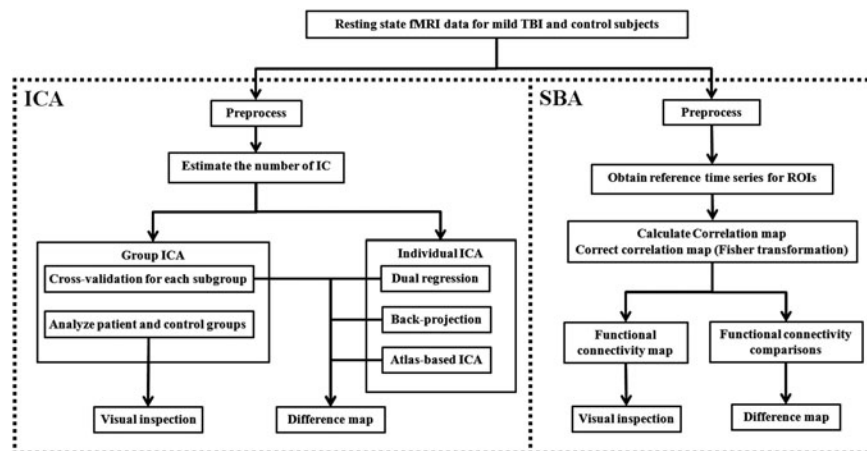 Resting state fMRI data for mild TBI and control subjects
ICA
Preprocess
Estimate the number of IC
Group ICA
Cross-validation for each subgroup
Analyze patient and control groups
Individual ICA
Dual regression
Back-projection
Atlas-based ICA
Visual inspection
Difference map
SBA
Preprocess
Obtain reference time series for ROIs
Calculate Correlation map
Correct correlation map (Fisher transformation)
Functional
connectivity map
Functional connectivity
comparisons
Visual inspection
Difference map